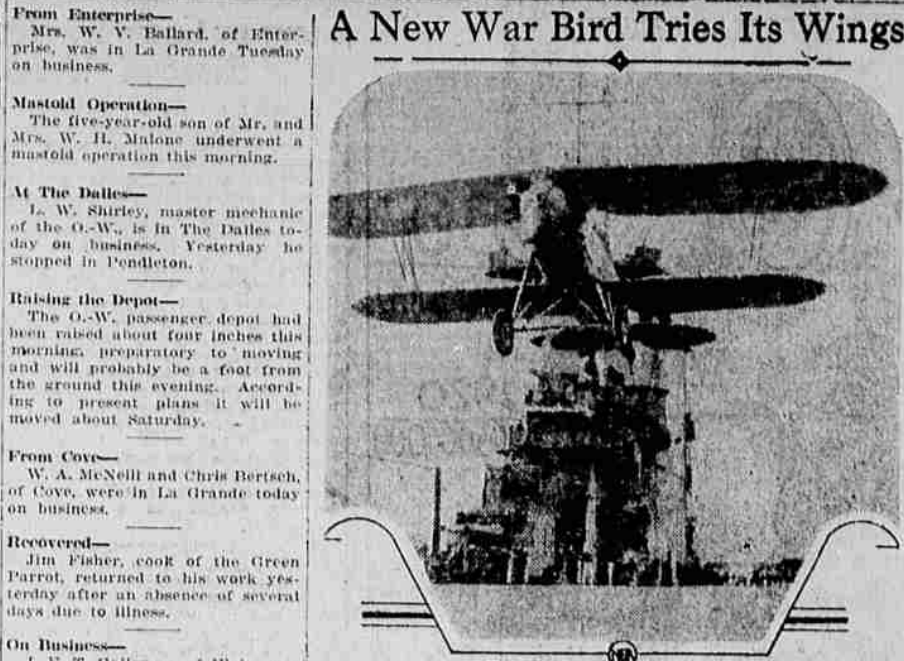 From Enterprise—
Mrs. W. V. Ballard, of Enter-
prise, was in La Grande Tuesday
on business.
Mastoid Operation—
The five-year-old son of Mr. and
Mrs. W. H. Malone underwent a
mastoid operation this morning.
At The Dalles—
L. W. Shirley, master mechanic
of the O.-W., is in The Dalles to-
day on business. Yesterday he
stopped in Pendleton.
Raising the Depot—
The O.-W. passenger depot had
been raised about four inches this
morning, preparatory to moving
and will probably be a foot from
the ground this evening. Accord-
ing to present plans it will be
moved about Saturday.
From Cove—
W. A. McNeill and Chris Bertsch,
of Cove, were in La Grande today
on business.
Recovered—
Jim Fisher, cook of the Green
Parrot, returned to his work yes-
terday after an absence of several
days due to illness.
On Business—
A New War Bird Tries Its Wings
NEA